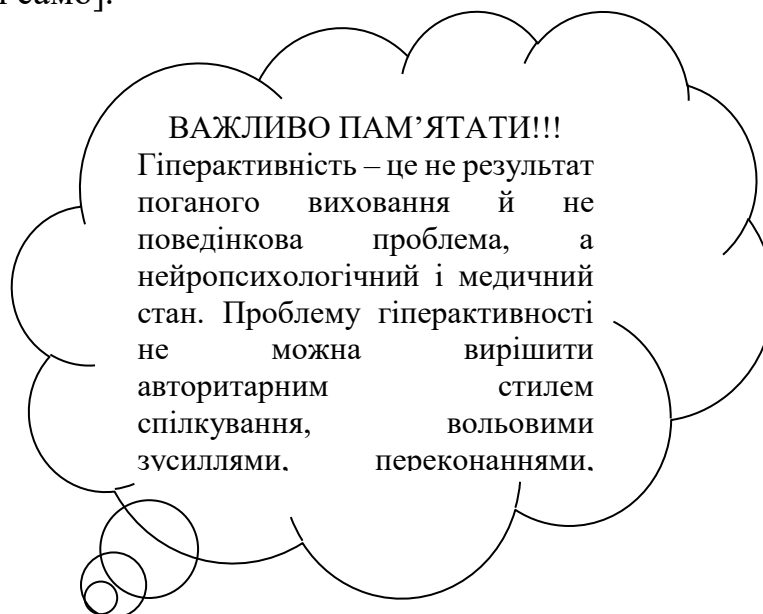 само].
ВАЖЛИВО ПАМ’ЯТАТИ!!!
Гіперактивність – це не результат
поганого виховання й не
поведінкова проблема, а
нейропсихологічний і медичний
стан. Проблему гіперактивності
не можна вирішити
авторитарним стилем
спілкування, вольовими
зусиллями, переконаннями,